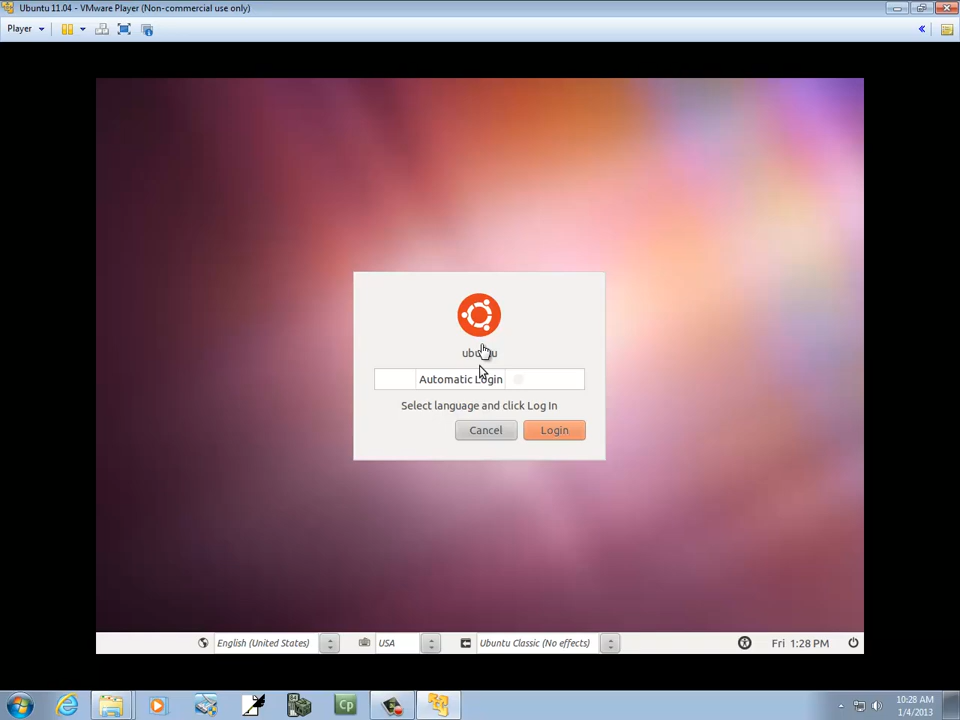 Ubuntu 11.04 - VMware Player (Non-commercial use only)
Player
ubuntu
Automatic Login
Select language and click Log In
Cancel
Login
English (United States)
USA
Ubuntu Classic (No effects)
Fri 1:28 PM
Cp
10:28 AM
1/4/2013